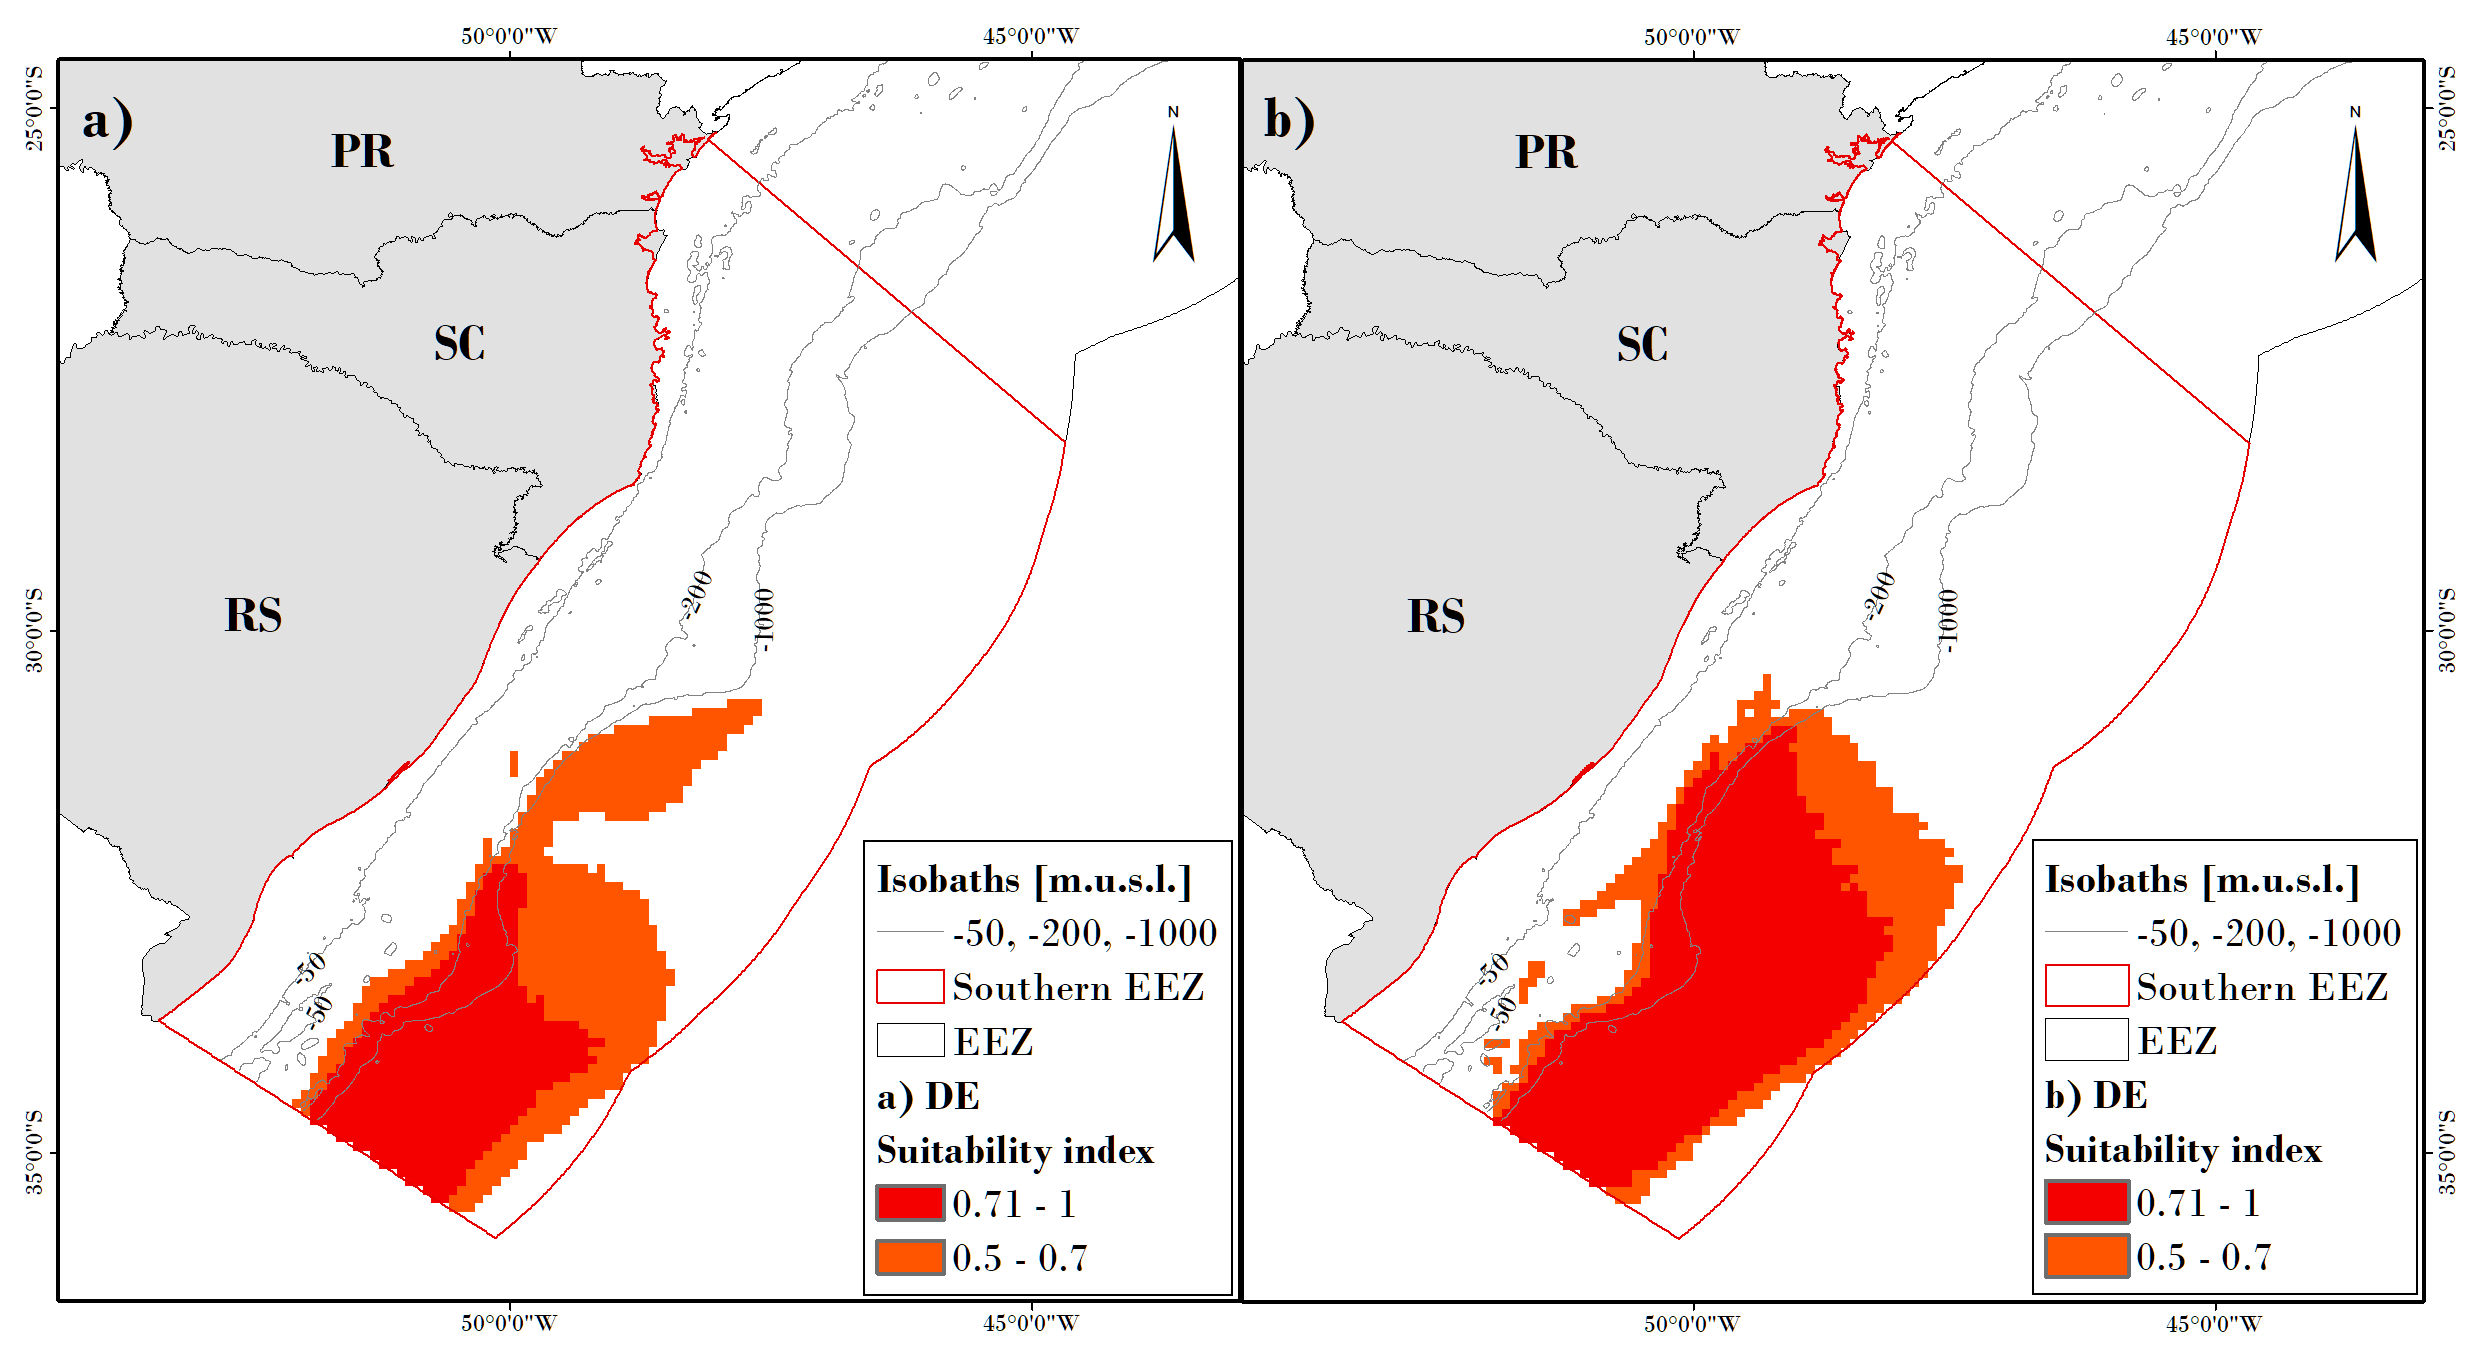 50°0'0"W
45°0'0"W
50°0'0"W
45°0'0"W
25°0'0"S
30°0'0"S
35°0'0"S
a)
PR
SC
RS
N
-200
-1000
-50
-50
Isobaths [m.u.s.l.]
-50, -200, -1000
Southern EEZ
EEZ
a) DE
Suitability index
0.71 - 1
0.5 - 0.7
b)
PR
SC
RS
N
-200
-1000
-50
-50
Isobaths [m.u.s.l.]
-50, -200, -1000
Southern EEZ
EEZ
b) DE
Suitability index
0.71 - 1
0.5 - 0.7
25°0'0"S
30°0'0"S
35°0'0"S
50°0'0"W
45°0'0"W
50°0'0"W
45°0'0"W